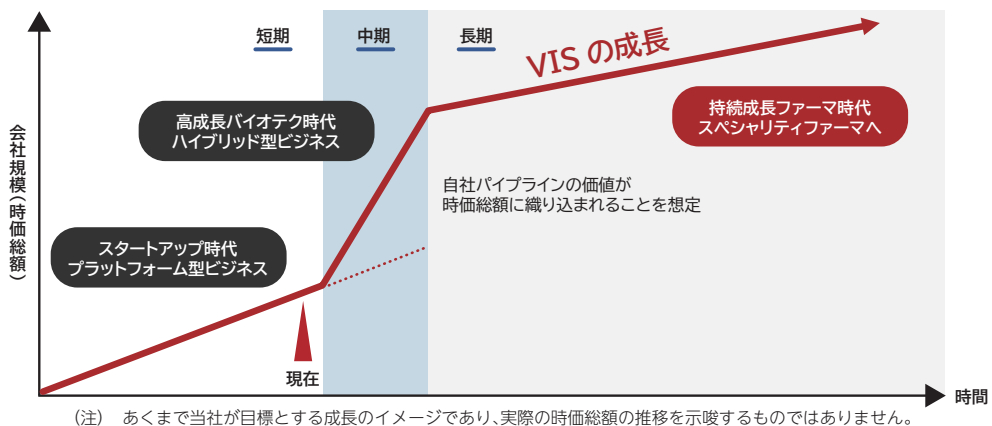 短期
中期
長期
VIS の成長
高成長バイオテク時代
ハイブリッド型ビジネス
持続成長ファーマ時代
スペシャリティファーマへ
会社規模(時価総額)
自社パイプラインの価値が
時価総額に織り込まれることを想定
スタートアップ時代
プラットフォーム型ビジネス
現在
時間
(注) あくまで当社が目標とする成長のイメージであり、実際の時価総額の推移を示唆するものではありません。